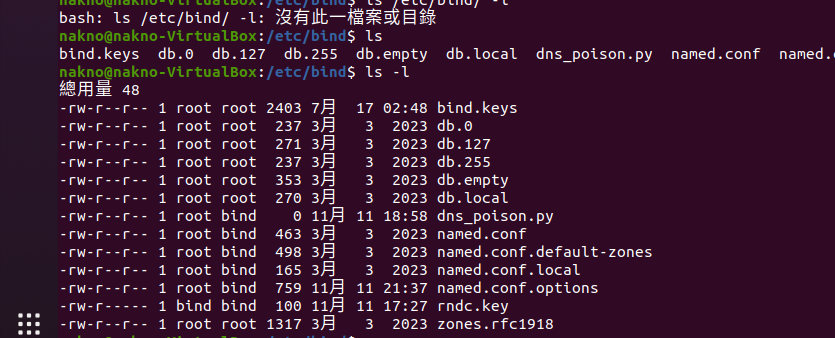 bash: ls /etc/bind/ -l: 沒有此一檔案或目錄
nakno@nakno-VirtualBox:/etc/bind$ ls
bind.keys  db.0  db.127  db.255  db.empty  db.local  dns_poison.py  named.conf  named.
nakno@nakno-VirtualBox:/etc/bind$ ls -l
總用量 48
-rw-r--r-- 1 root root 2403 7月  17 02:48 bind.keys
-rw-r--r-- 1 root root  237 3月   3  2023 db.0
-rw-r--r-- 1 root root  271 3月   3  2023 db.127
-rw-r--r-- 1 root root  237 3月   3  2023 db.255
-rw-r--r-- 1 root root  353 3月   3  2023 db.empty
-rw-r--r-- 1 root root  270 3月   3  2023 db.local
-rw-r--r-- 1 root bind    0 11月 11 18:58 dns_poison.py
-rw-r--r-- 1 root bind  463 3月   3  2023 named.conf
-rw-r--r-- 1 root bind  498 3月   3  2023 named.conf.default-zones
-rw-r--r-- 1 root bind  165 3月   3  2023 named.conf.local
-rw-r--r-- 1 root bind  759 11月 11 21:37 named.conf.options
-rw-r----- 1 bind bind  100 11月 11 17:27 rndc.key
-rw-r--r-- 1 root root 1317 3月   3  2023 zones.rfc1918